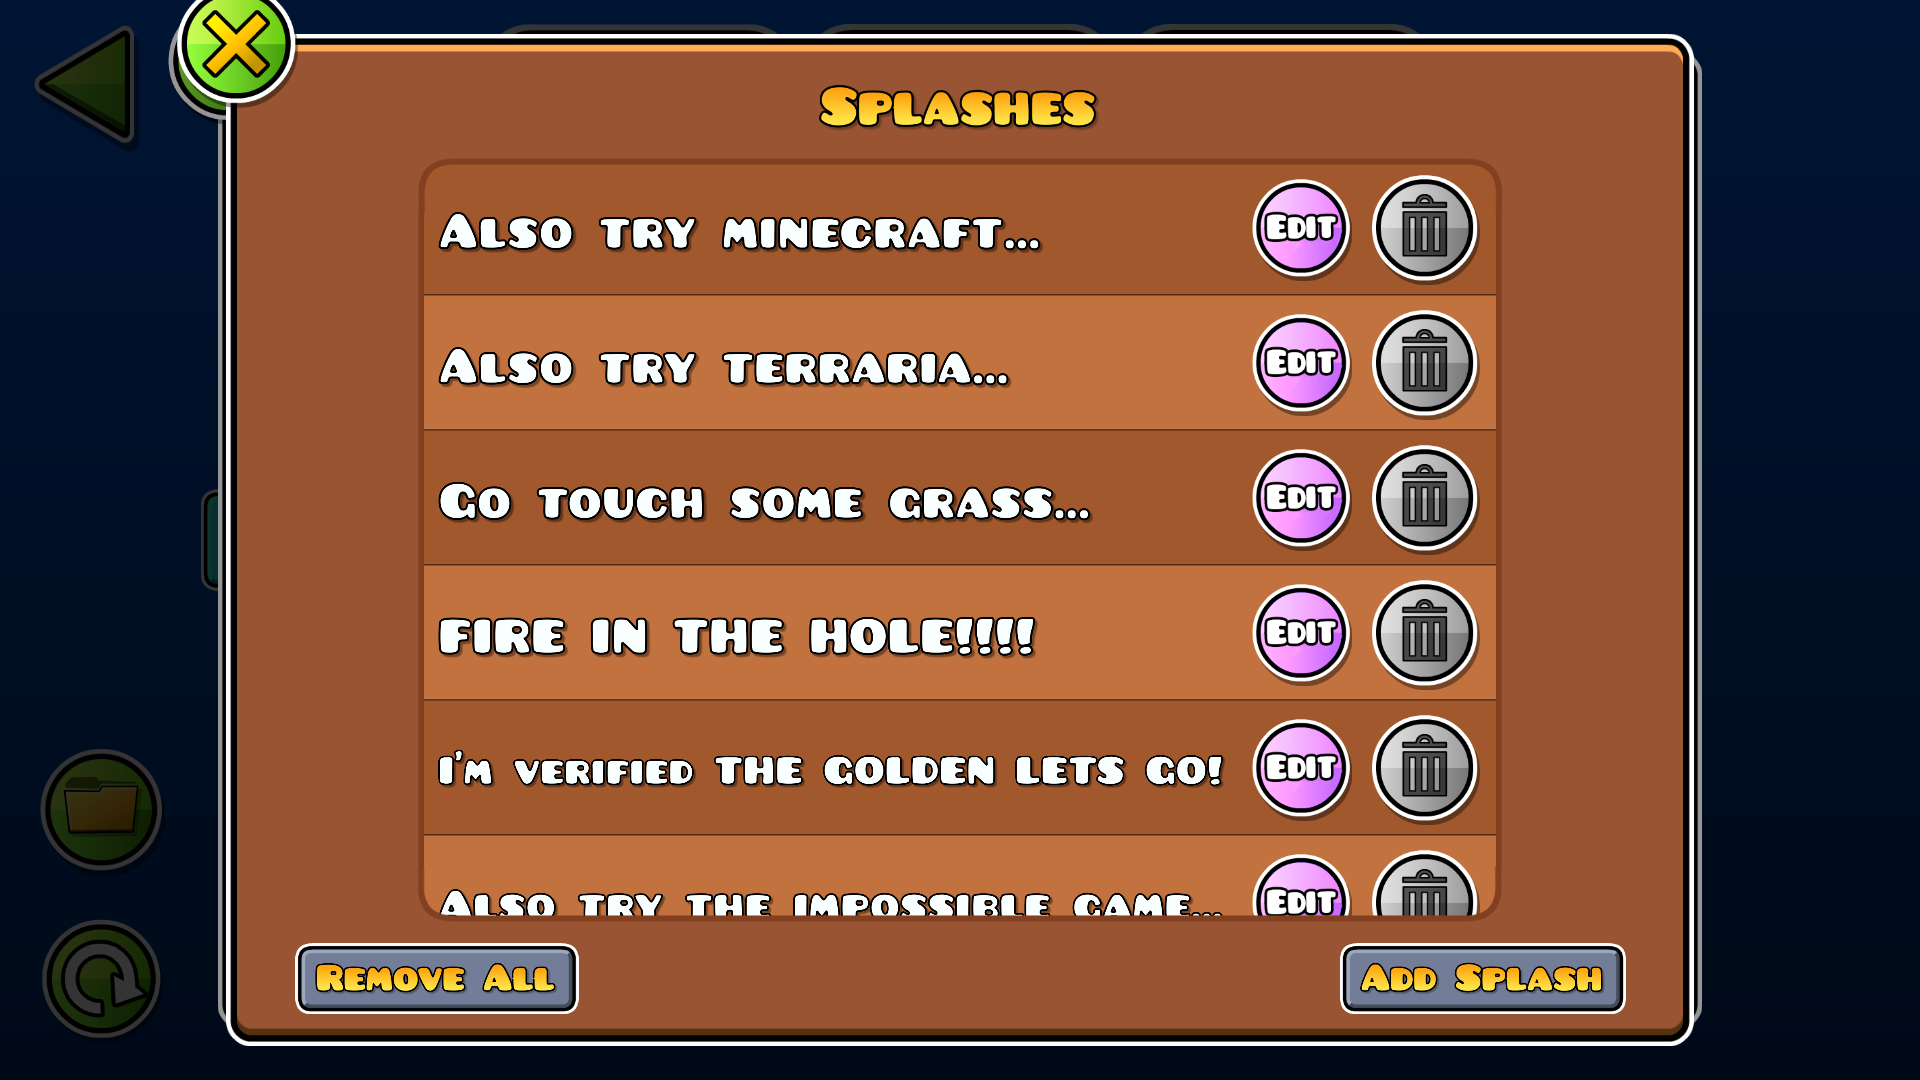 Splashes
Also try minecraft...
Edit
Also try terraria...
Edit
Go touch some grass...
Edit
FIRE IN THE HOLE!!!!
Edit
I'm verified THE GOLDEN LETS GO!
Edit
Also try the impossible game...
Edit
Remove All
Add Splash